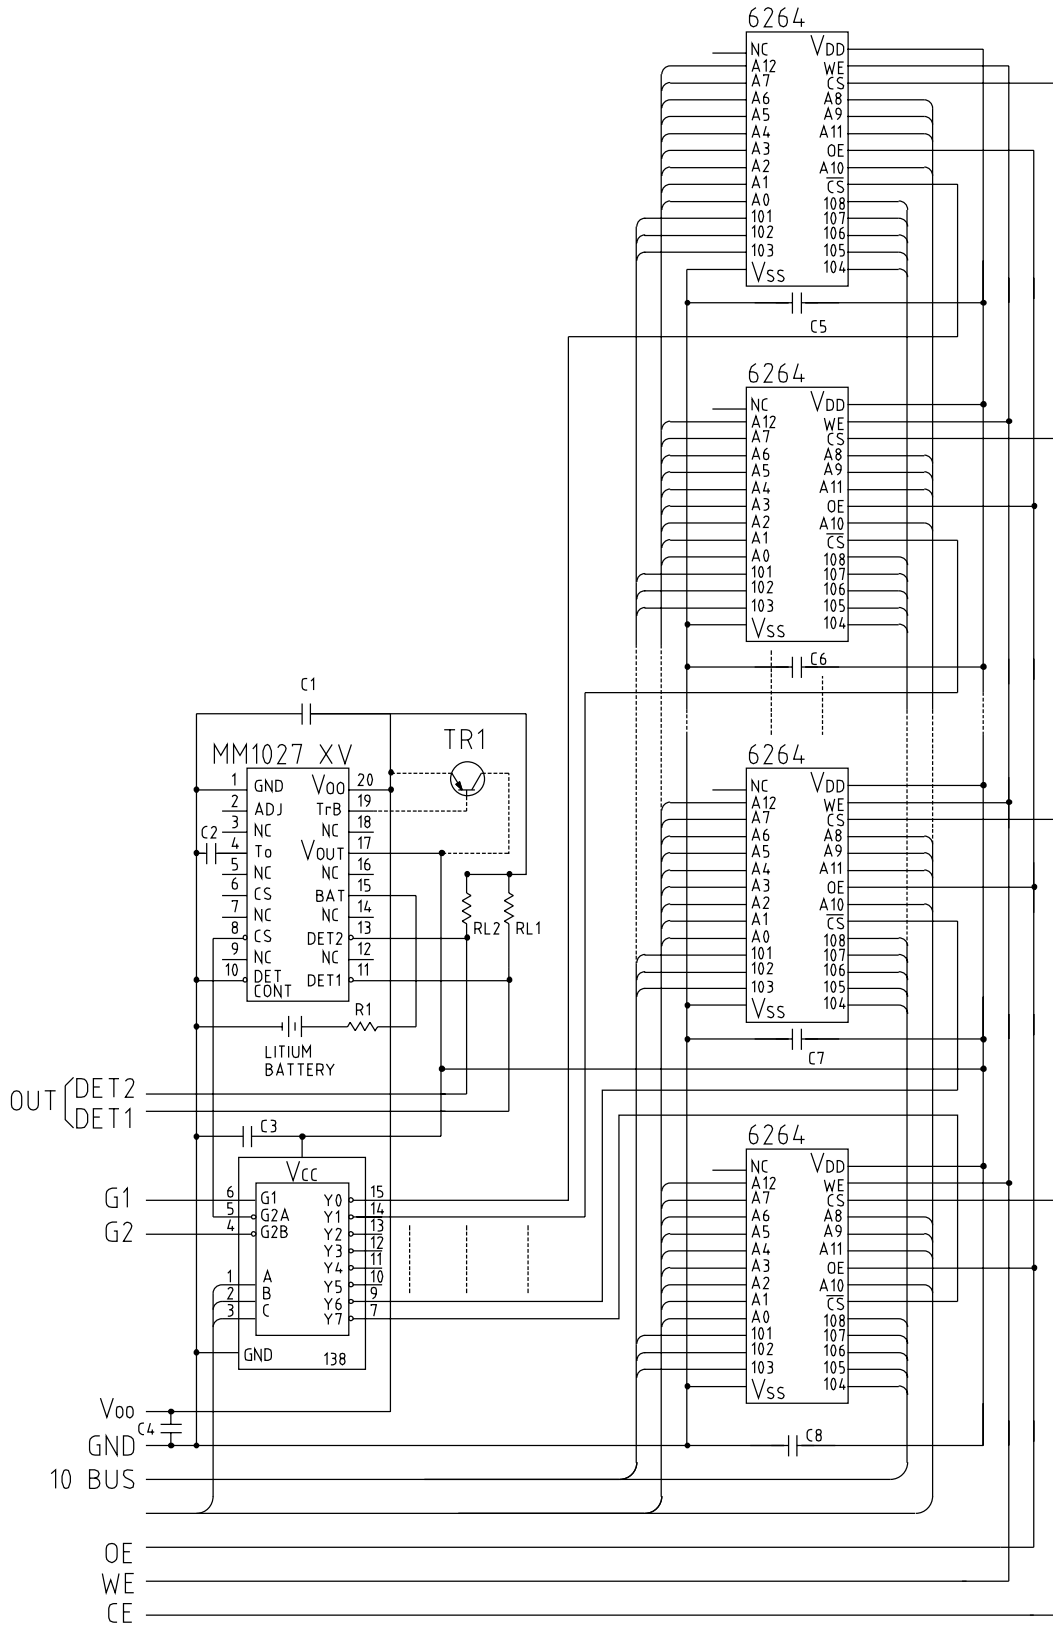 6264
NC VDD
A12 WE
A7 CS
A6 A8
A5 A9
A4 A11
A3 OE
A2 A10
A1 CS
A0 108
101 107
102 106
103 105
VSS 104
C5
6264
NC VDD
A12 WE
A7 CS
A6 A8
A5 A9
A4 A11
A3 OE
A2 A10
A1 CS
A0 108
101 107
102 106
103 105
VSS 104
C6
C1
MM1027 XV
TR1
1 GND VOO 20
2 ADJ TrB 19
3 NC NC 18
C2
4 To VOUT 17
5 NC NC 16
6 CS BAT 15
7 NC NC 14
8 CS DET2 13
9 NC NC 12
10 DET CONT DET1 11
RL2 RL1
R1
LITIUM
BATTERY
6264
NC VDD
A12 WE
A7 CS
A6 A8
A5 A9
A4 A11
A3 OE
A2 A10
A1 CS
A0 108
101 107
102 106
103 105
VSS 104
C7
OUT DET2
DET1
C3
VCC
G1 6 G1 Y0 15
5 G2A Y1 14
G2 4 G2B Y2 13
Y3 12
Y4 11
1 A Y5 10
2 B Y6 9
3 C Y7 7
GND 138
6264
NC VDD
A12 WE
A7 CS
A6 A8
A5 A9
A4 A11
A3 OE
A2 A10
A1 CS
A0 108
101 107
102 106
103 105
VSS 104
C8
VOO
C4
GND
10 BUS
OE
WE
CE